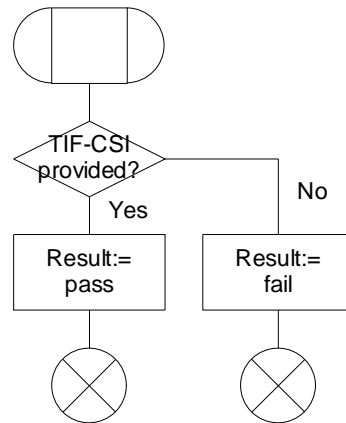 TIF-CSI
provided?
Yes
No
Result:=
pass
Result:=
fail